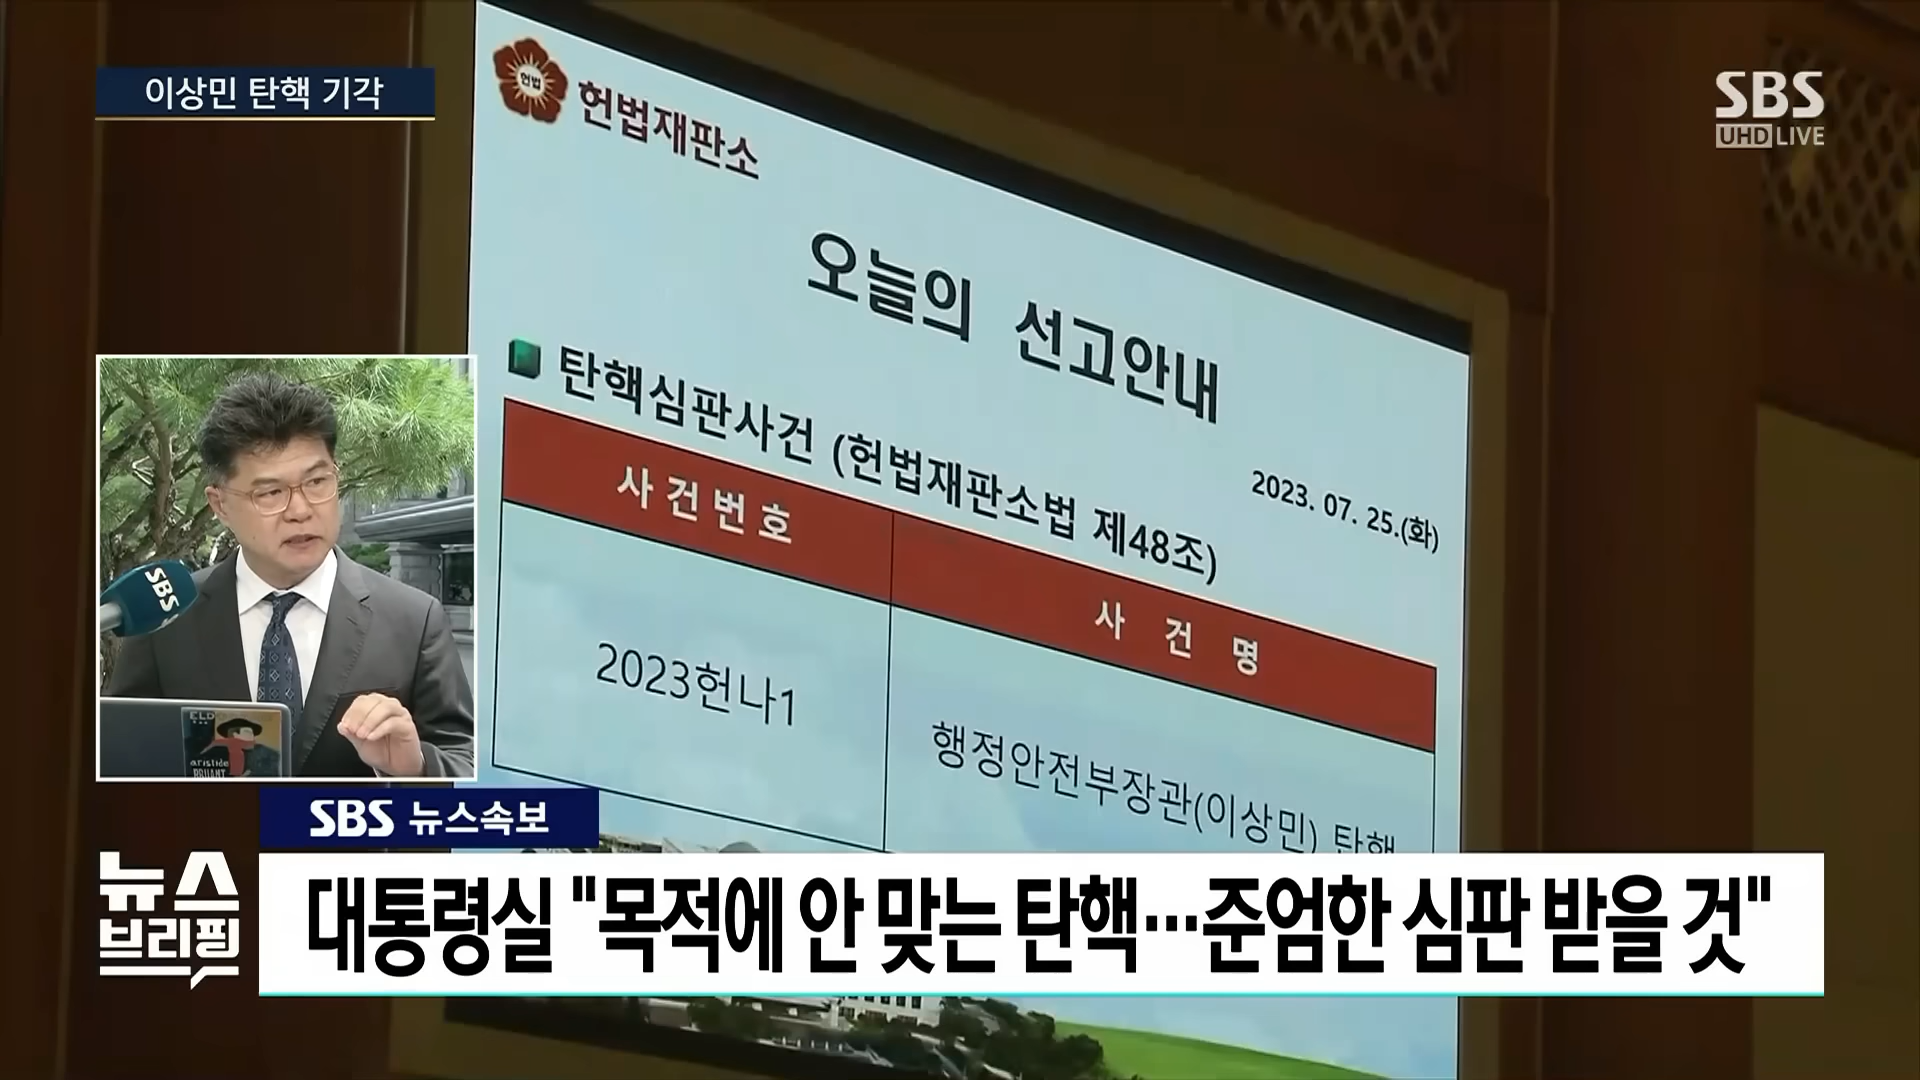 이상민 탄핵 기각
SBS
UHD LIVE
헌법
헌법재판소
오늘의 선고안내
2023. 07. 25.(화)
탄핵심판사건 (헌법재판소법 제48조)
사건번호
사건명
2023헌나1
행정안전부장관(이상민) 탄핵
SBS
ELD
aristide
BRUANT
SBS 뉴스속보
뉴스
브리핑
대통령실 "목적에 안 맞는 탄핵…준엄한 심판 받을 것"